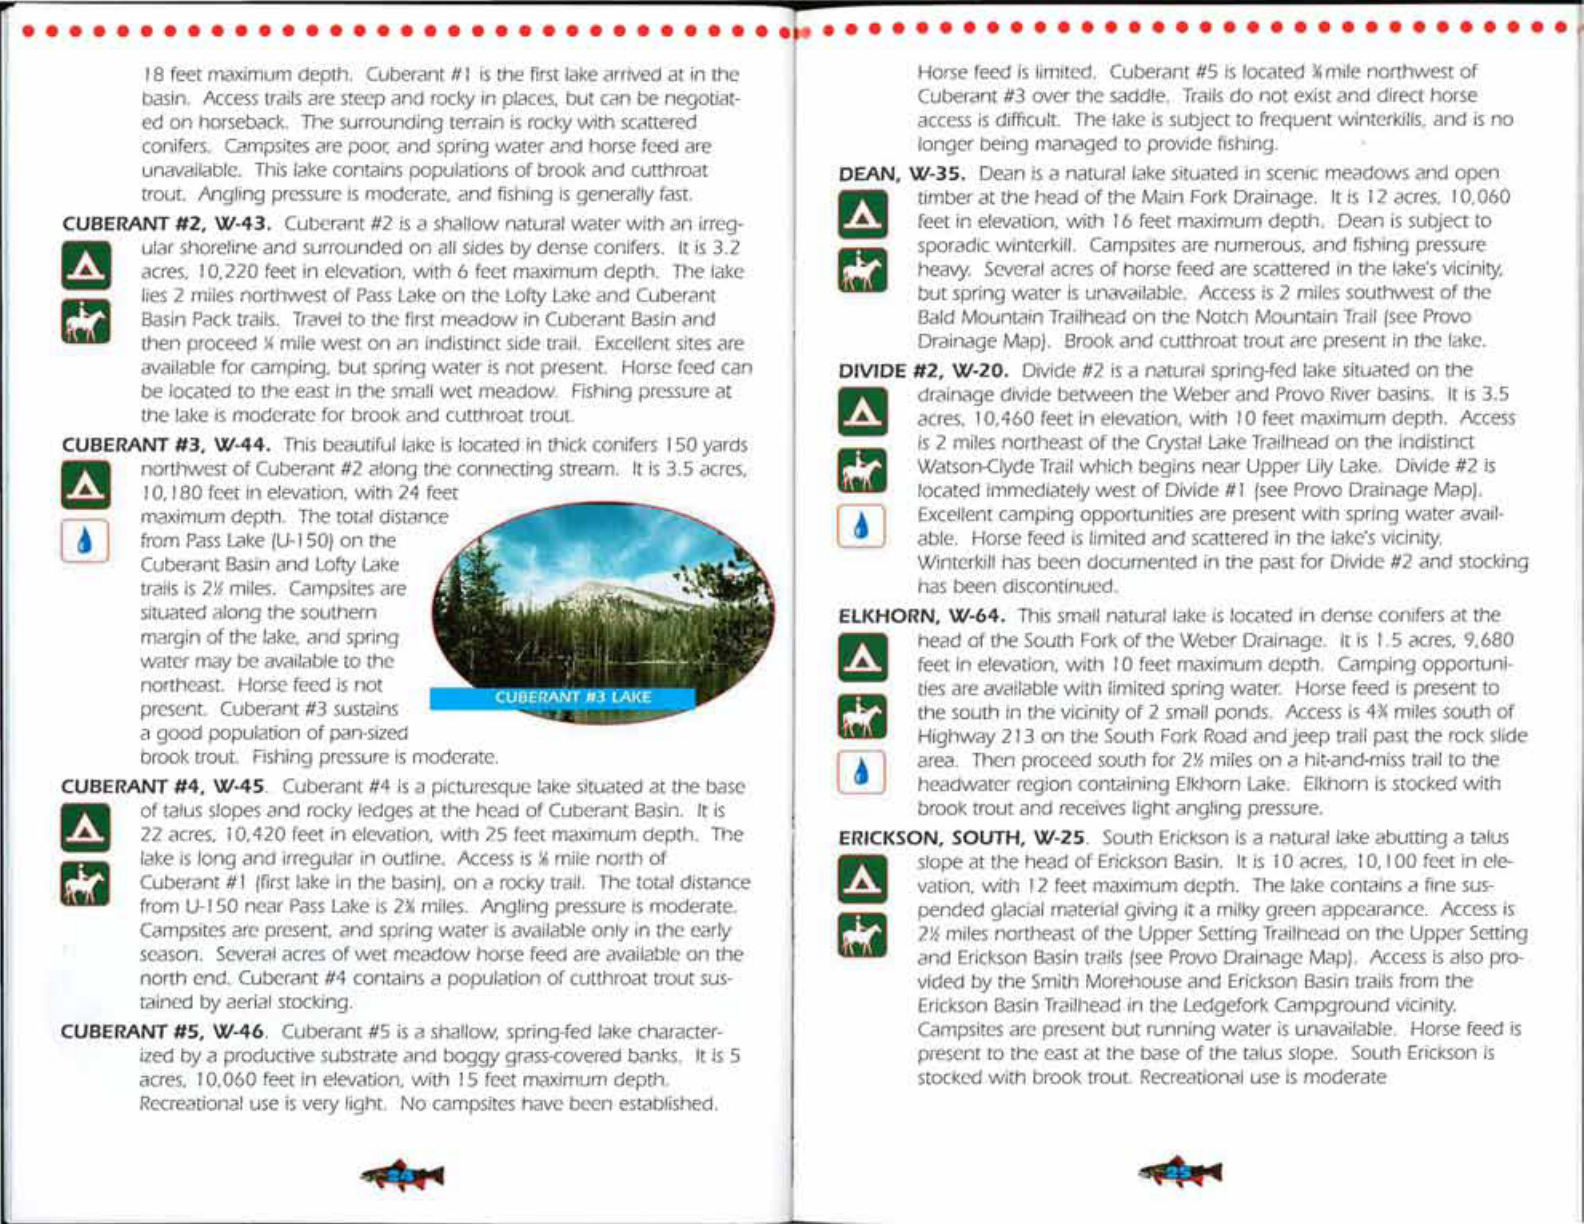 18 feet maximum depth. Cuberant #1 is the first lake arrived at in the
basin. Access trails are steep and rocky in places, but can be negotiat-
ed on horseback. The surrounding terrain is rocky with scattered
conifers. Campsites are poor, and spring water and horse feed are
unavailable. This lake contains populations of brook and cutthroat
trout. Angling pressure is moderate, and fishing is generally fast.
CUBERANT #2, W-43. Cuberant #2 is a shallow natural water with an irreg-
ular shoreline and surrounded on all sides by dense conifers. It is 3.2
acres, 10,220 feet in elevation, with 6 feet maximum depth. The lake
lies 2 miles northwest of Pass Lake on the Lofty Lake and Cuberant
Basin Pack trails. Travel to the first meadow in Cuberant Basin and
then proceed mile west on an indistinct side trail. Excellent sites are
available for camping, but spring water is not present. Horse feed can
be located to the east in the small wet meadow. Fishing pressure at
the lake is moderate for brook and cutthroat trout.
CUBERANT #3, W-44. This beautiful lake is located in thick conifers 150 yards
northwest of Cuberant #2 along the connecting stream. It is 3.5 acres,
10,180 feet in elevation, with 24 feet
maximum depth. The total distance
from Pass Lake (U-150) on the
Cuberant Basin and Lofty Lake
trails is miles. Campsites are
situated along the southern
margin of the lake, and spring
water may be available to the
northeast. Horse feed is not
present. Cuberant #3 sustains
a good population of pan-sized
brook trout. Fishing pressure is moderate.
CUBERANT #3 LAKE
CUBERANT #4, W-45. Cuberant #4 is a picturesque lake situated at the base
of talus slopes and rocky ledges at the head of Cuberant Basin. It is
22 acres, 10,420 feet in elevation, with 25 feet maximum depth. The
lake is long and irregular in outline. Access is mile north of
Cuberant #1 (first lake in the basin), on a rocky trail. The total distance
from U-150 near Pass Lake is miles. Angling pressure is moderate.
Campsites are present, and spring water is available only in the early
season. Several acres of wet meadow horse feed are available on the
north end. Cuberant #4 contains a population of cutthroat trout sus-
tained by aerial stocking.
CUBERANT #5, W-46. Cuberant #5 is a shallow, spring-fed lake character-
ized by a productive substrate and boggy grass-covered banks. It is 5
acres, 10,060 feet in elevation, with 15 feet maximum depth.
Recreational use is very light. No campsites have been established.
24
Horse feed is limited. Cuberant #5 is located mile northwest of
Cuberant #3 over the saddle. Trails do not exist and direct horse
access is difficult. The lake is subject to frequent winterkills, and is no
longer being managed to provide fishing.
DEAN, W-35. Dean is a natural lake situated in scenic meadows and open
timber at the head of the Main Fork Drainage. It is 12 acres, 10,060
feet in elevation, with 16 feet maximum depth. Dean is subject to
sporadic winterkill. Campsites are numerous, and fishing pressure
heavy. Several acres of horse feed are scattered in the lake's vicinity,
but spring water is unavailable. Access is 2 miles southwest of the
Bald Mountain Trailhead on the Notch Mountain Trail (see Provo
Drainage Map). Brook and cutthroat trout are present in the lake.
DIVIDE #2, W-20. Divide #2 is a natural spring-fed lake situated on the
drainage divide between the Weber and Provo River basins. It is 3.5
acres, 10,460 feet in elevation, with 10 feet maximum depth. Access
is 2 miles northeast of the Crystal Lake Trailhead on the indistinct
Watson-Clyde Trail which begins near Upper Lily Lake. Divide #2 is
located immediately west of Divide #1 (see Provo Drainage Map).
Excellent camping opportunities are present with spring water avail-
able. Horse feed is limited and scattered in the lake's vicinity.
Winterkill has been documented in the past for Divide #2 and stocking
has been discontinued.
ELKHORN, W-64. This small natural lake is located in dense conifers at the
head of the South Fork of the Weber Drainage. It is 1.5 acres, 9,680
feet in elevation, with 10 feet maximum depth. Camping opportuni-
ties are available with limited spring water. Horse feed is present to
the south in the vicinity of 2 small ponds. Access is miles south of
Highway 213 on the South Fork Road and jeep trail past the rock slide
area. Then proceed south for miles on a hit-and-miss trail to the
headwater region containing Elkhorn Lake. Elkhorn is stocked with
brook trout and receives light angling pressure.
ERICKSON, SOUTH, W-25. South Erickson is a natural lake abutting a talus
slope at the head of Erickson Basin. It is 10 acres, 10,100 feet in ele-
vation, with 12 feet maximum depth. The lake contains a fine sus-
pended glacial material giving it a milky green appearance. Access is
miles northeast of the Upper Setting Trailhead on the Upper Setting
and Erickson Basin trails (see Provo Drainage Map). Access is also pro-
vided by the Smith Morehouse and Erickson Basin trails from the
Erickson Basin Trailhead in the Ledgefork Campground vicinity.
Campsites are present but running water is unavailable. Horse feed is
present to the east at the base of the talus slope. South Erickson is
stocked with brook trout. Recreational use is moderate
25